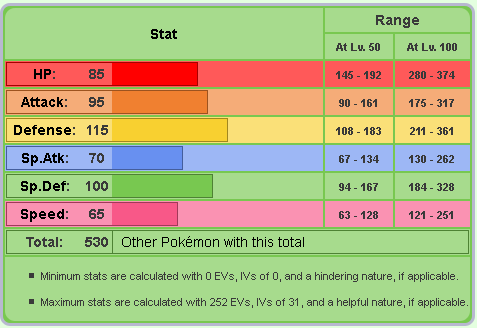 Stat
Range
At Lv. 50 At Lv. 100
HP: 85 145 - 192 280 - 374
Attack: 95 90 - 161 175 - 317
Defense: 115 108 - 183 211 - 361
Sp.Atk: 70 67 - 134 130 - 262
Sp.Def: 100 94 - 167 184 - 328
Speed: 65 63 - 128 121 - 251
Total: 530 Other Pokémon with this total
Minimum stats are calculated with 0 EVs, IVs of 0, and a hindering nature, if applicable.
Maximum stats are calculated with 252 EVs, IVs of 31, and a helpful nature, if applicable.